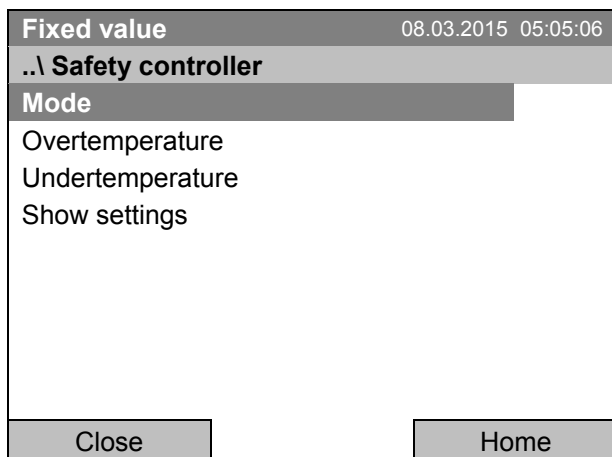 Fixed value 08.03.2015 05:05:06
..\ Safety controller
Mode
Overtemperature
Undertemperature
Show settings
Close Home